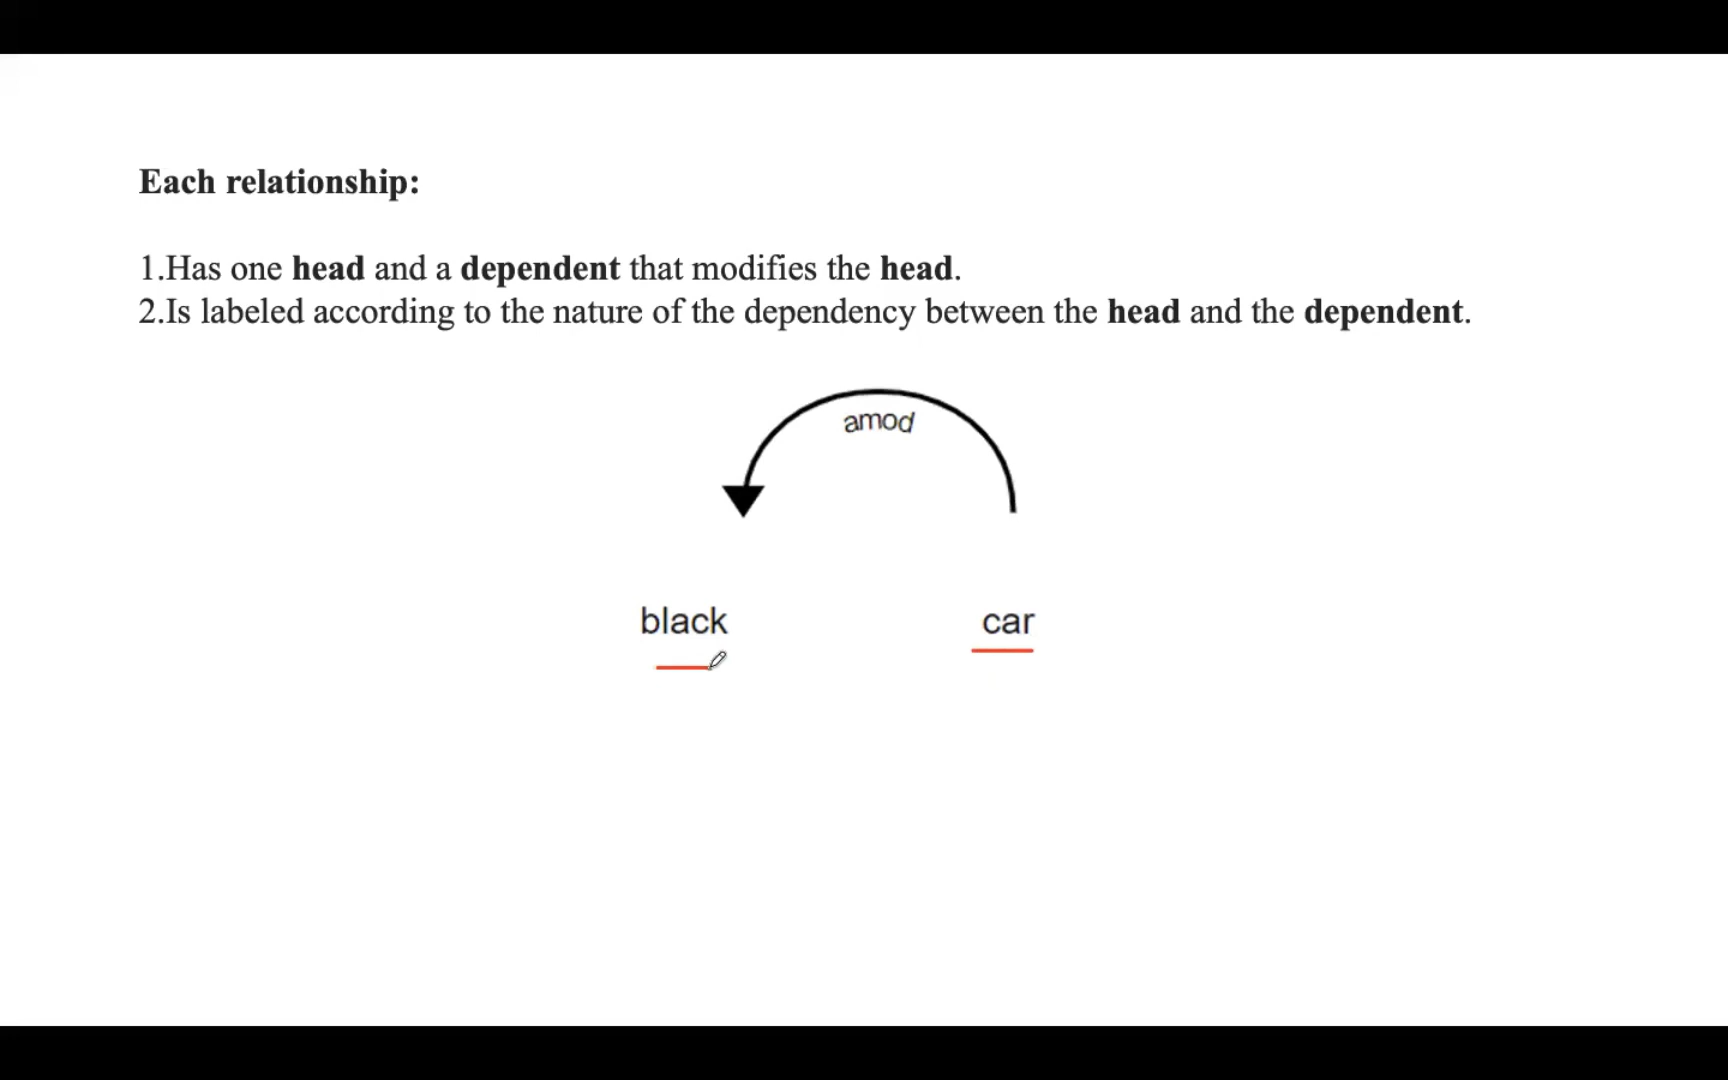 Each relationship:
1.Has one head and a dependent that modifies the head.
2.Is labeled according to the nature of the dependency between the head and the dependent.
amod
black car